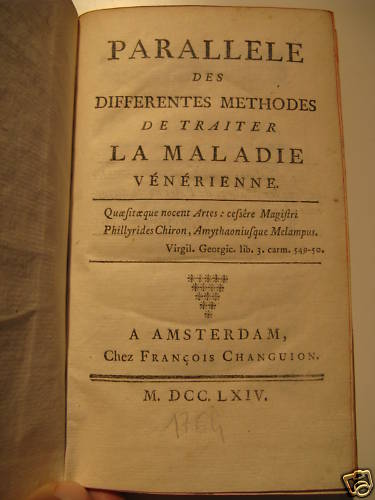 PARALLELE
DES
DIFFERENTES METHODES
DE TRAITER
LA MALADIE
VÉNÉRIENNE.
Quæsitæque nocent Artes: cessêre Magistri
Phillyrides Chiron, Amythaoniusque Melampus.
Virgil. Georgic. lib. 3. carm. 549-50.
A AMSTERDAM,
Chez FRANÇOIS CHANGUION.
M. DCC. LXIV.
1764